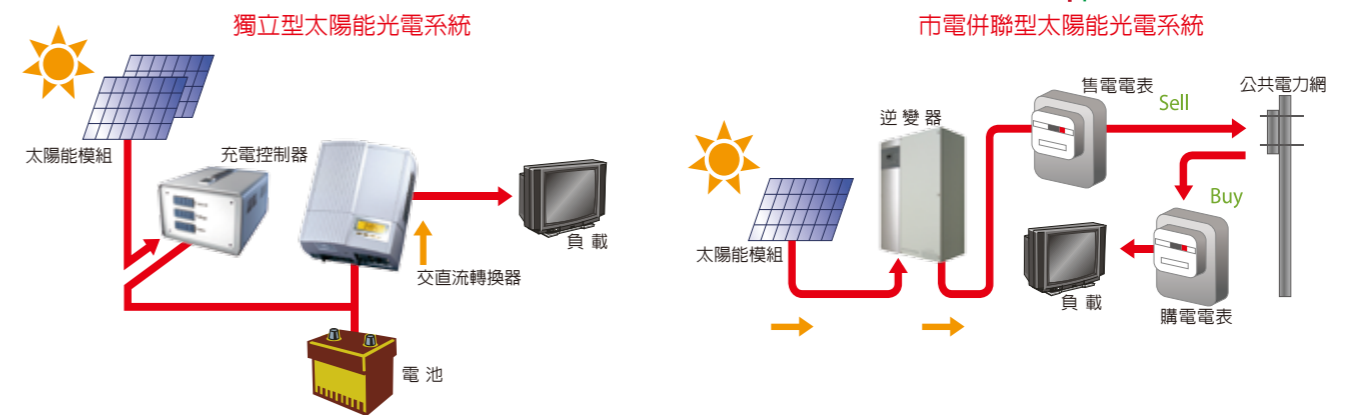 獨立型太陽能光電系統
太陽能模組
充電控制器
負 載
交直流轉換器
電 池
市電併聯型太陽能光電系統
售電電表
Sell
公共電力網
逆 變 器
Buy
太陽能模組
負 載
購電電表